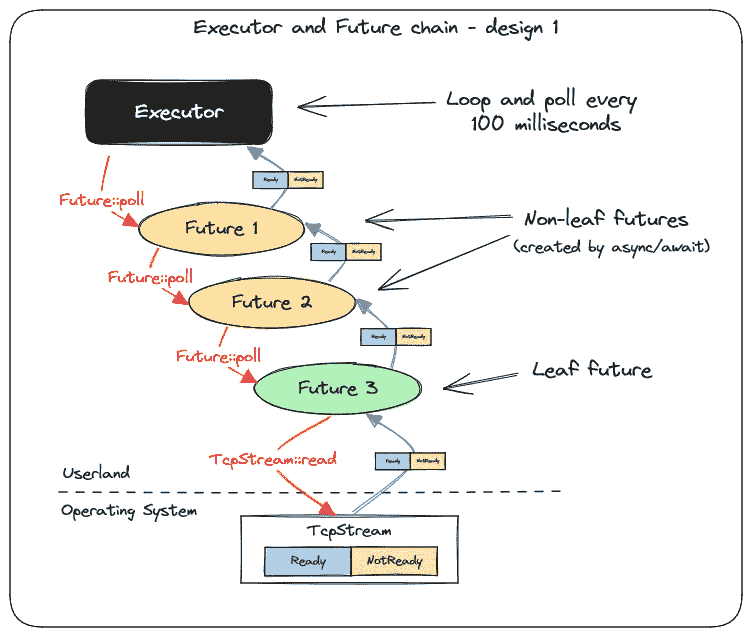 Executor and Future chain - design 1
Executor
Loop and poll every
100 milliseconds
Ready
NotReady
Future::poll
Future 1
Non-leaf futures
(created by async/await)
Ready
NotReady
Future::poll
Future 2
Ready
NotReady
Future::poll
Future 3
Leaf future
TcpStream::read
Ready
NotReady
Userland
Operating System
TcpStream
Ready
NotReady